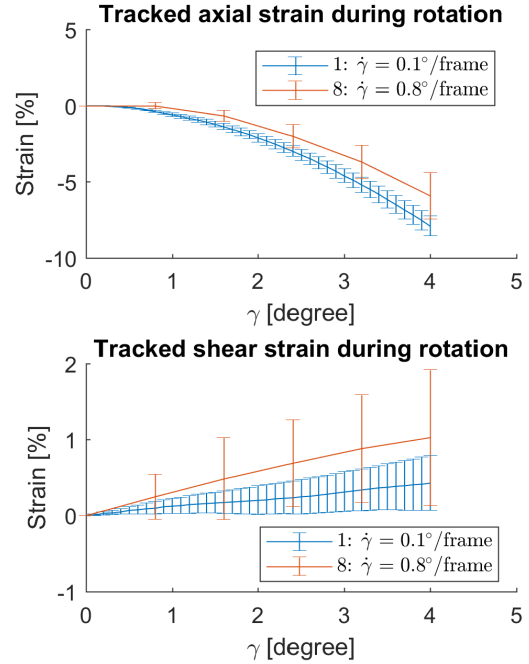 Tracked axial strain during rotation
5
0
-5
-10
Strain [%]
1: γ̇ = 0.1°/frame
8: γ̇ = 0.8°/frame
0 1 2 3 4 5
γ [degree]
Tracked shear strain during rotation
2
1
0
-1
Strain [%]
1: γ̇ = 0.1°/frame
8: γ̇ = 0.8°/frame
0 1 2 3 4 5
γ [degree]